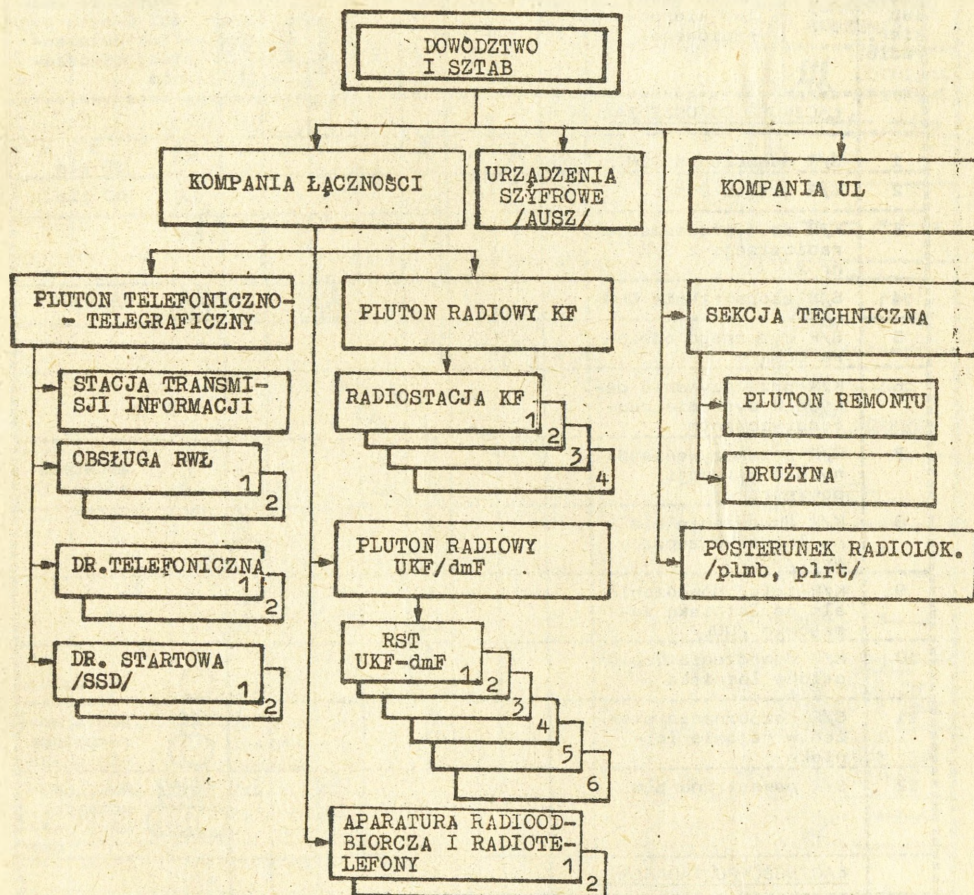 DOWÓDZTWO
I SZTAB
KOMPANIA ŁĄCZNOŚCI
URZĄDZENIA
SZYFROWE
/AUSZ/
KOMPANIA UL
PLUTON TELEFONICZNO-
- TELEGRAFICZNY
STACJA TRANSMI-
SJI INFORMACJI
OBSŁUGA RWŁ
1
2
DR.TELEFONICZNA
1
2
DR. STARTOWA
/SSD/
1
2
PLUTON RADIOWY KF
RADIOSTACJA KF
1
2
3
4
PLUTON RADIOWY
UKF/dmF
RST
UKF-dmF
1
2
3
4
5
6
APARATURA RADIOOD-
BIORCZA I RADIOTE-
LEFONY
1
2
SEKCJA TECHNICZNA
PLUTON REMONTU
DRUŻYNA
POSTERUNEK RADIOLOK.
/plmb, plrt/